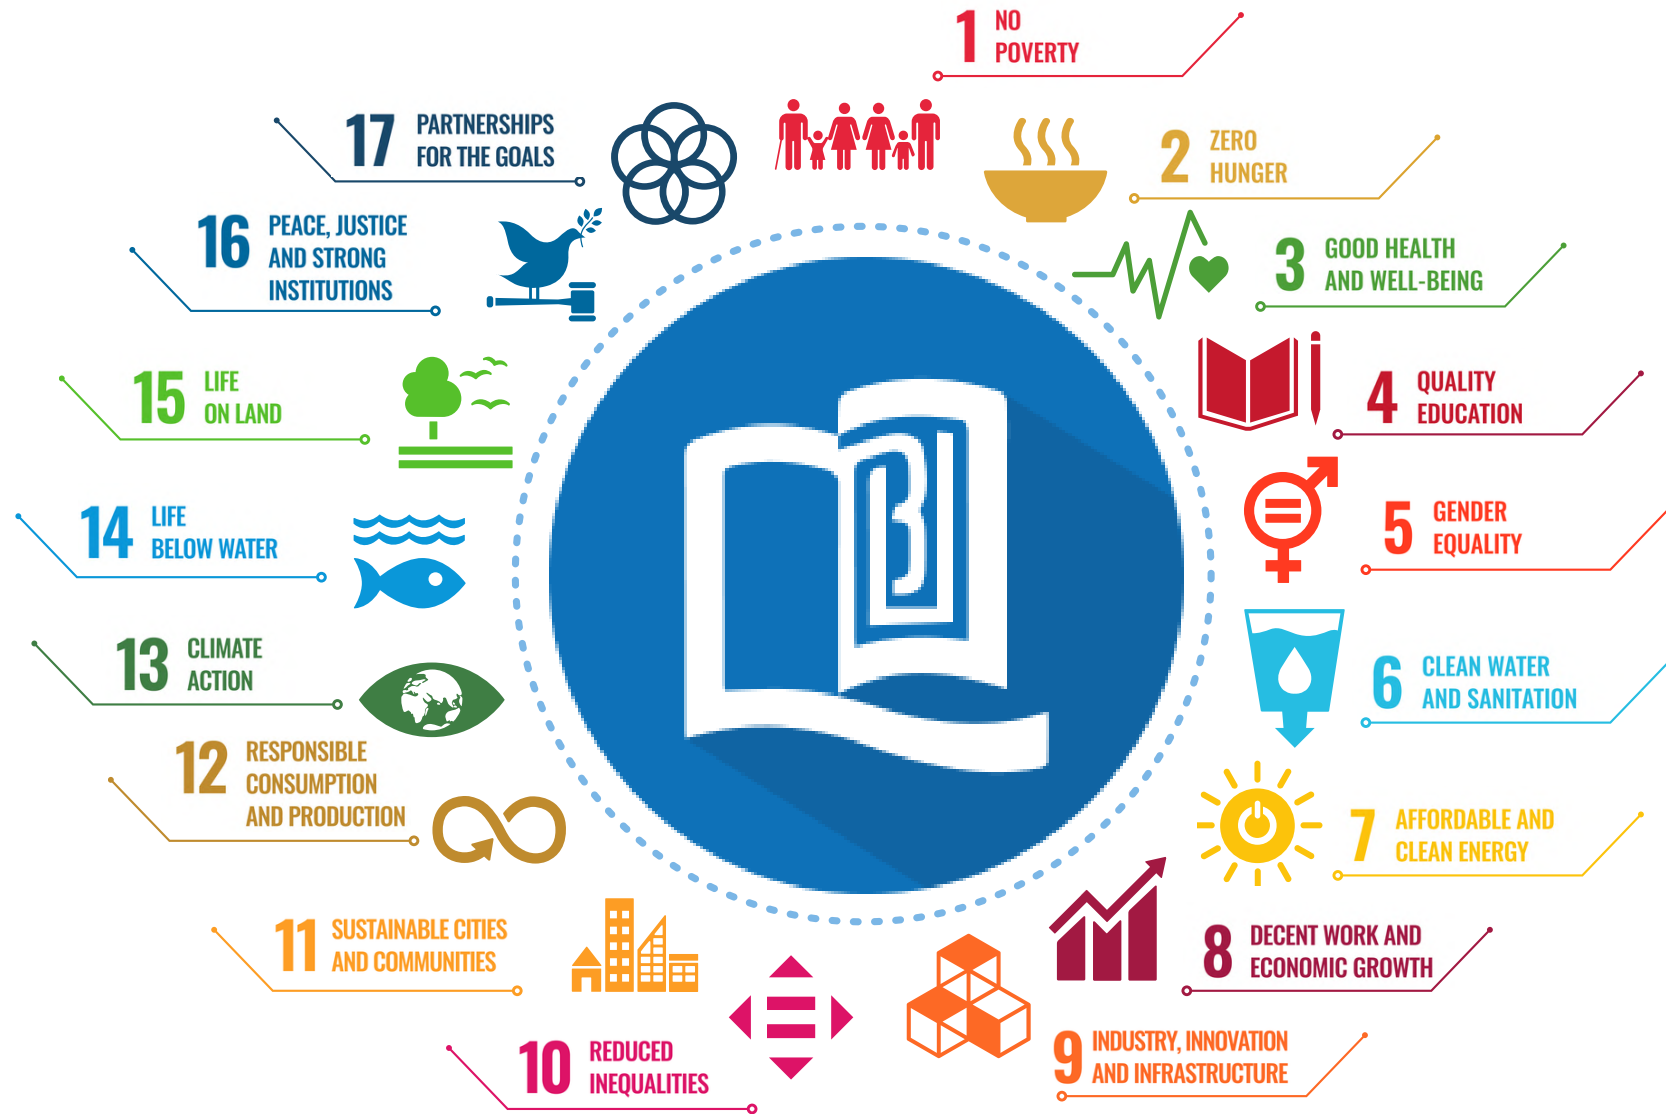 1 NO
POVERTY
2 ZERO
HUNGER
3 GOOD HEALTH
AND WELL-BEING
4 QUALITY
EDUCATION
5 GENDER
EQUALITY
6 CLEAN WATER
AND SANITATION
7 AFFORDABLE AND
CLEAN ENERGY
8 DECENT WORK AND
ECONOMIC GROWTH
9 INDUSTRY, INNOVATION
AND INFRASTRUCTURE
10 REDUCED
INEQUALITIES
11 SUSTAINABLE CITIES
AND COMMUNITIES
12 RESPONSIBLE
CONSUMPTION
AND PRODUCTION
13 CLIMATE
ACTION
14 LIFE
BELOW WATER
15 LIFE
ON LAND
16 PEACE, JUSTICE
AND STRONG
INSTITUTIONS
17 PARTNERSHIPS
FOR THE GOALS